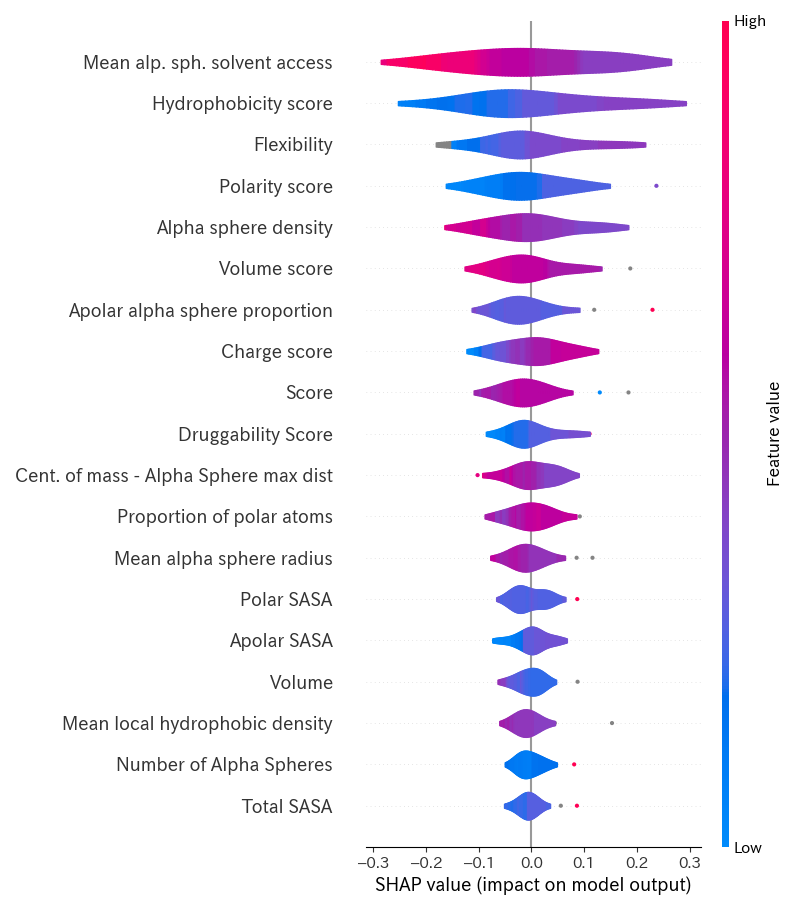 High
Mean alp. sph. solvent access
Hydrophobicity score
Flexibility
Polarity score
Alpha sphere density
Volume score
Apolar alpha sphere proportion
Charge score
Score
Druggability Score
Cent. of mass - Alpha Sphere max dist
Proportion of polar atoms
Mean alpha sphere radius
Polar SASA
Apolar SASA
Volume
Mean local hydrophobic density
Number of Alpha Spheres
Total SASA
Feature value
Low
−0.3 −0.2 −0.1 0.0 0.1 0.2 0.3
SHAP value (impact on model output)